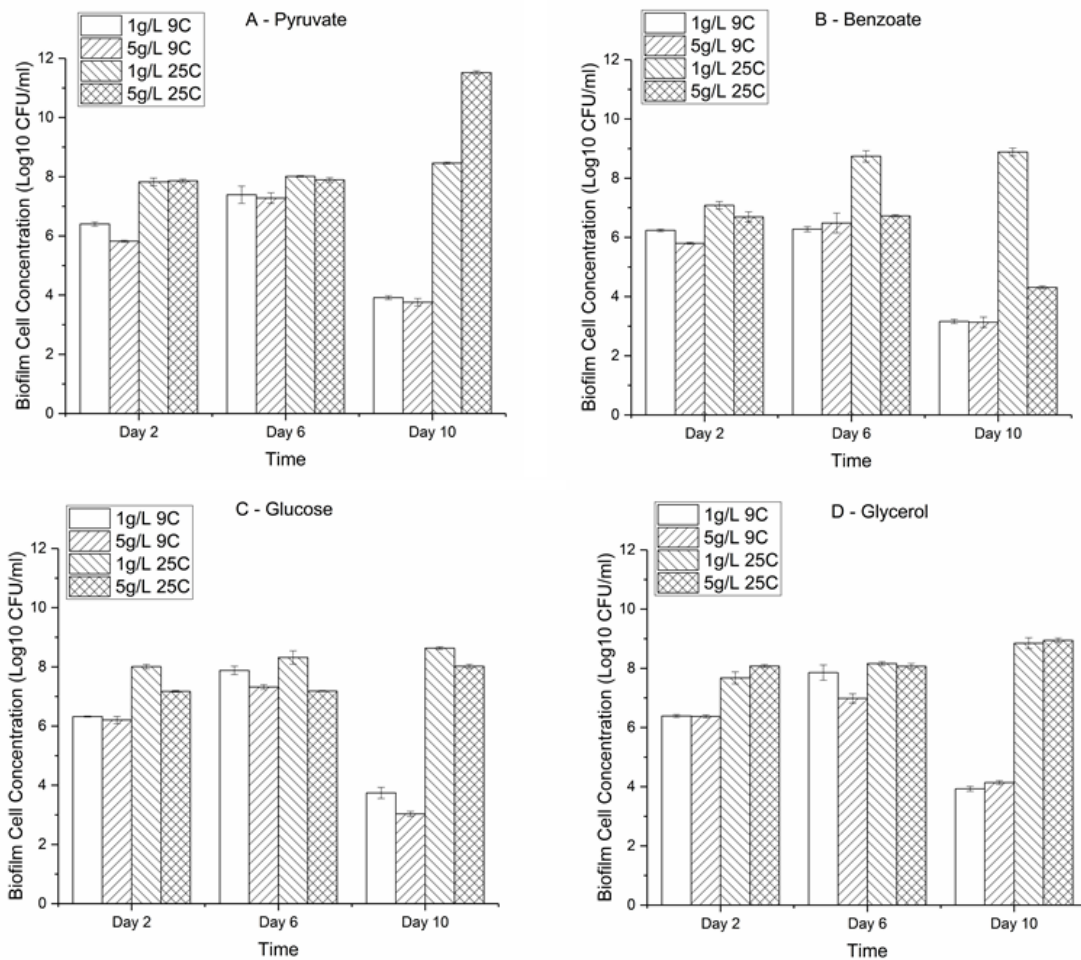 A - Pyruvate
1g/L 9C
5g/L 9C
1g/L 25C
5g/L 25C
Biofilm Cell Concentration (Log10 CFU/ml)
12
10
8
6
4
2
0
Day 2 Day 6 Day 10
Time
B - Benzoate
1g/L 9C
5g/L 9C
1g/L 25C
5g/L 25C
Biofilm Cell Concentration (Log10 CFU/ml)
12
10
8
6
4
2
0
Day 2 Day 6 Day 10
Time
C - Glucose
1g/L 9C
5g/L 9C
1g/L 25C
5g/L 25C
Biofilm Cell Concentration (Log10 CFU/ml)
12
10
8
6
4
2
0
Day 2 Day 6 Day 10
Time
D - Glycerol
1g/L 9C
5g/L 9C
1g/L 25C
5g/L 25C
Biofilm Cell Concentration (Log10 CFU/ml)
12
10
8
6
4
2
0
Day 2 Day 6 Day 10
Time